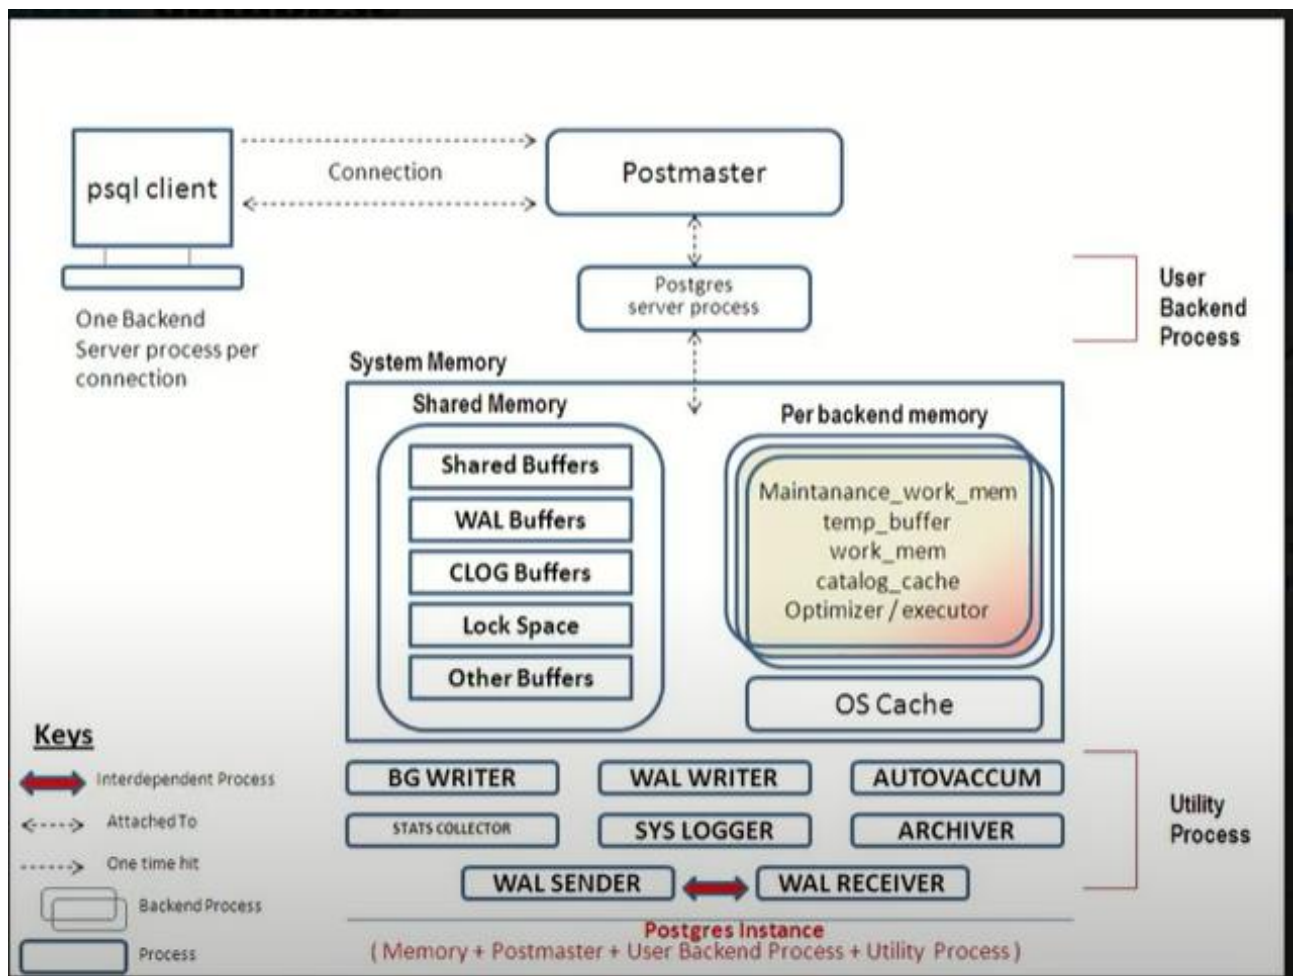 psql client
Connection
Postmaster
One Backend
Server process per
connection
Postgres
server process
User
Backend
Process
System Memory
Shared Memory
Shared Buffers
WAL Buffers
CLOG Buffers
Lock Space
Other Buffers
Per backend memory
Maintanance_work_mem
temp_buffer
work_mem
catalog_cache
Optimizer / executor
OS Cache
Keys
Interdependent Process
Attached To
One time hit
Backend Process
Process
BG WRITER
WAL WRITER
AUTOVACCUM
STATS COLLECTOR
SYS LOGGER
ARCHIVER
WAL SENDER
WAL RECEIVER
Utility
Process
Postgres Instance
( Memory + Postmaster + User Backend Process + Utility Process )